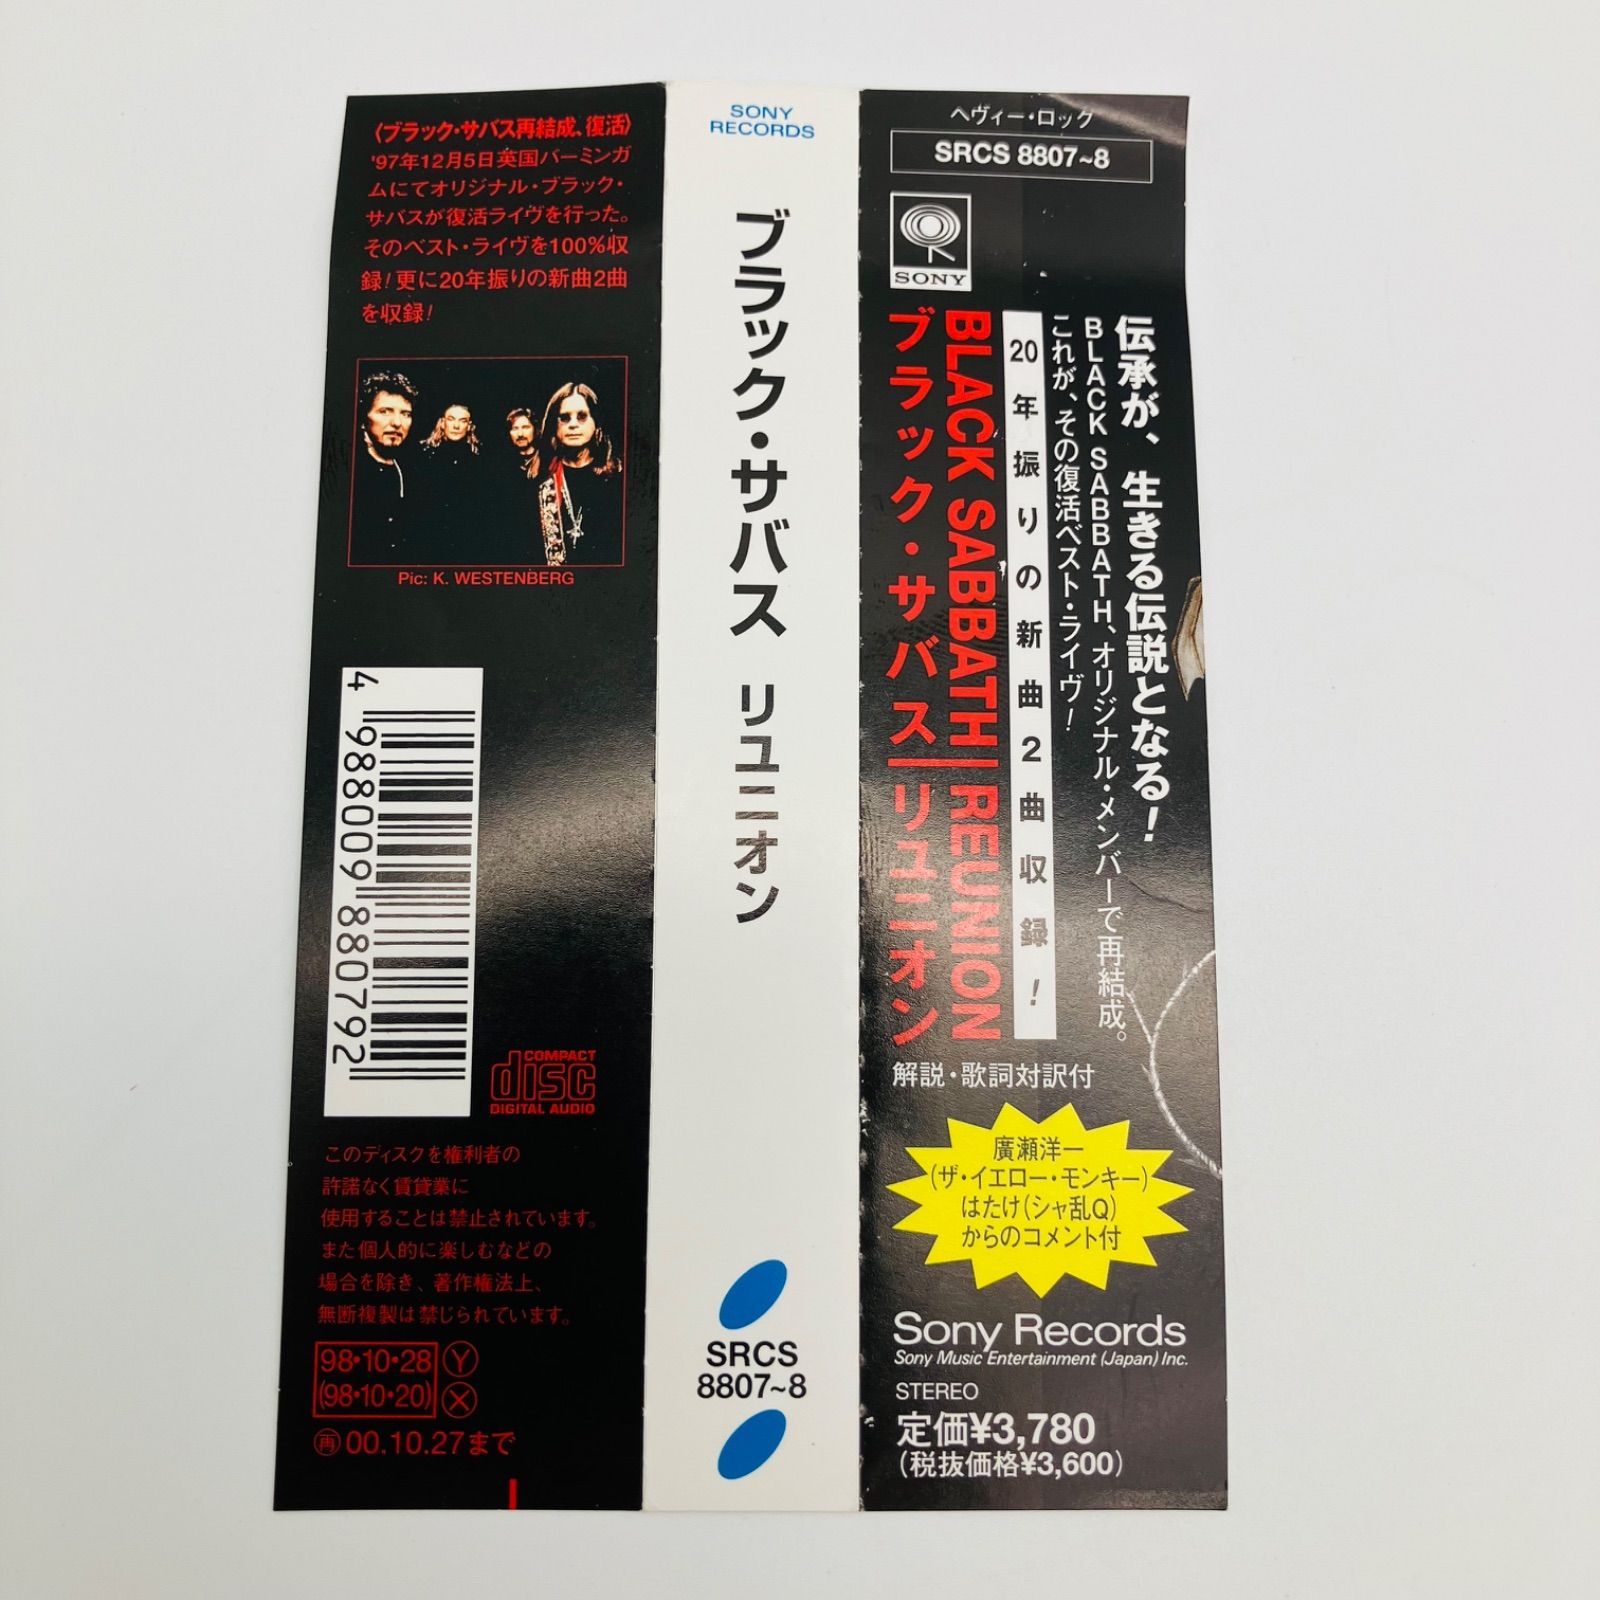 〈ブラック・サバス再結成、復活〉
'97年12月5日英国バーミンガ
ムにてオリジナル・ブラック・
サバスが復活ライヴを行った。
そのベスト・ライヴを100%収
録!更に20年振りの新曲2曲
を収録!
Pic: K. WESTENBERG
4 988009 880792
COMPACT
disc
DIGITAL AUDIO
このディスクを権利者の
許諾なく賃貸業に
使用することは禁止されています。
また個人的に楽しむなどの
場合を除き、著作権法上、
無断複製は禁じられています。
98・10・28 Y
(98・10・20) X
再 00.10.27まで
SONY
RECORDS
ブラック・サバス リユニオン
SRCS
8807~8
ヘヴィー・ロック
SRCS 8807~8
SONY
伝承が、生きる伝説となる!
BLACK SABBATH、オリジナル・メンバーで再結成。
これが、その復活ベスト・ライヴ!
20年振りの新曲2曲収録!
BLACK SABBATH|REUNION
ブラック・サバス|リユニオン
解説・歌詞対訳付
廣瀬洋一
(ザ・イエロー・モンキー)
はたけ(シャ乱Q)
からのコメント付
Sony Records
Sony Music Entertainment (Japan) Inc.
STEREO
定価¥3,780
(税抜価格¥3,600)